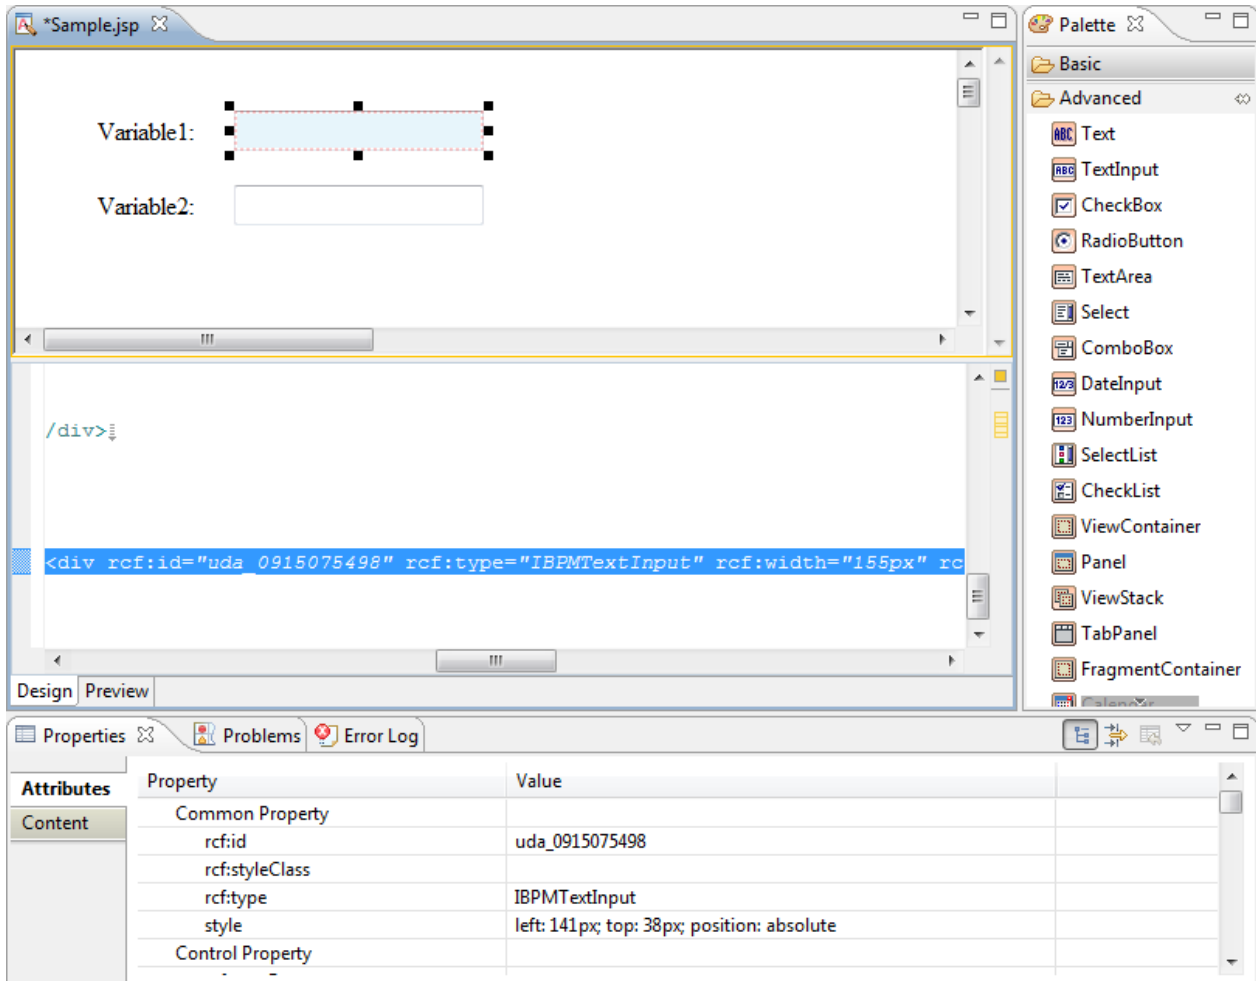 *Sample.jsp
Variable1:
Variable2:
/div>
<div rcf:id="uda_0915075498" rcf:type="IBPMTextInput" rcf:width="155px" rc
Design Preview
Palette
Basic
Advanced
Text
TextInput
CheckBox
RadioButton
TextArea
Select
ComboBox
DateInput
NumberInput
SelectList
CheckList
ViewContainer
Panel
ViewStack
TabPanel
FragmentContainer
Calendar
Properties Problems Error Log
Attributes
Content
Property Value
Common Property
rcf:id uda_0915075498
rcf:styleClass
rcf:type IBPMTextInput
style left: 141px; top: 38px; position: absolute
Control Property